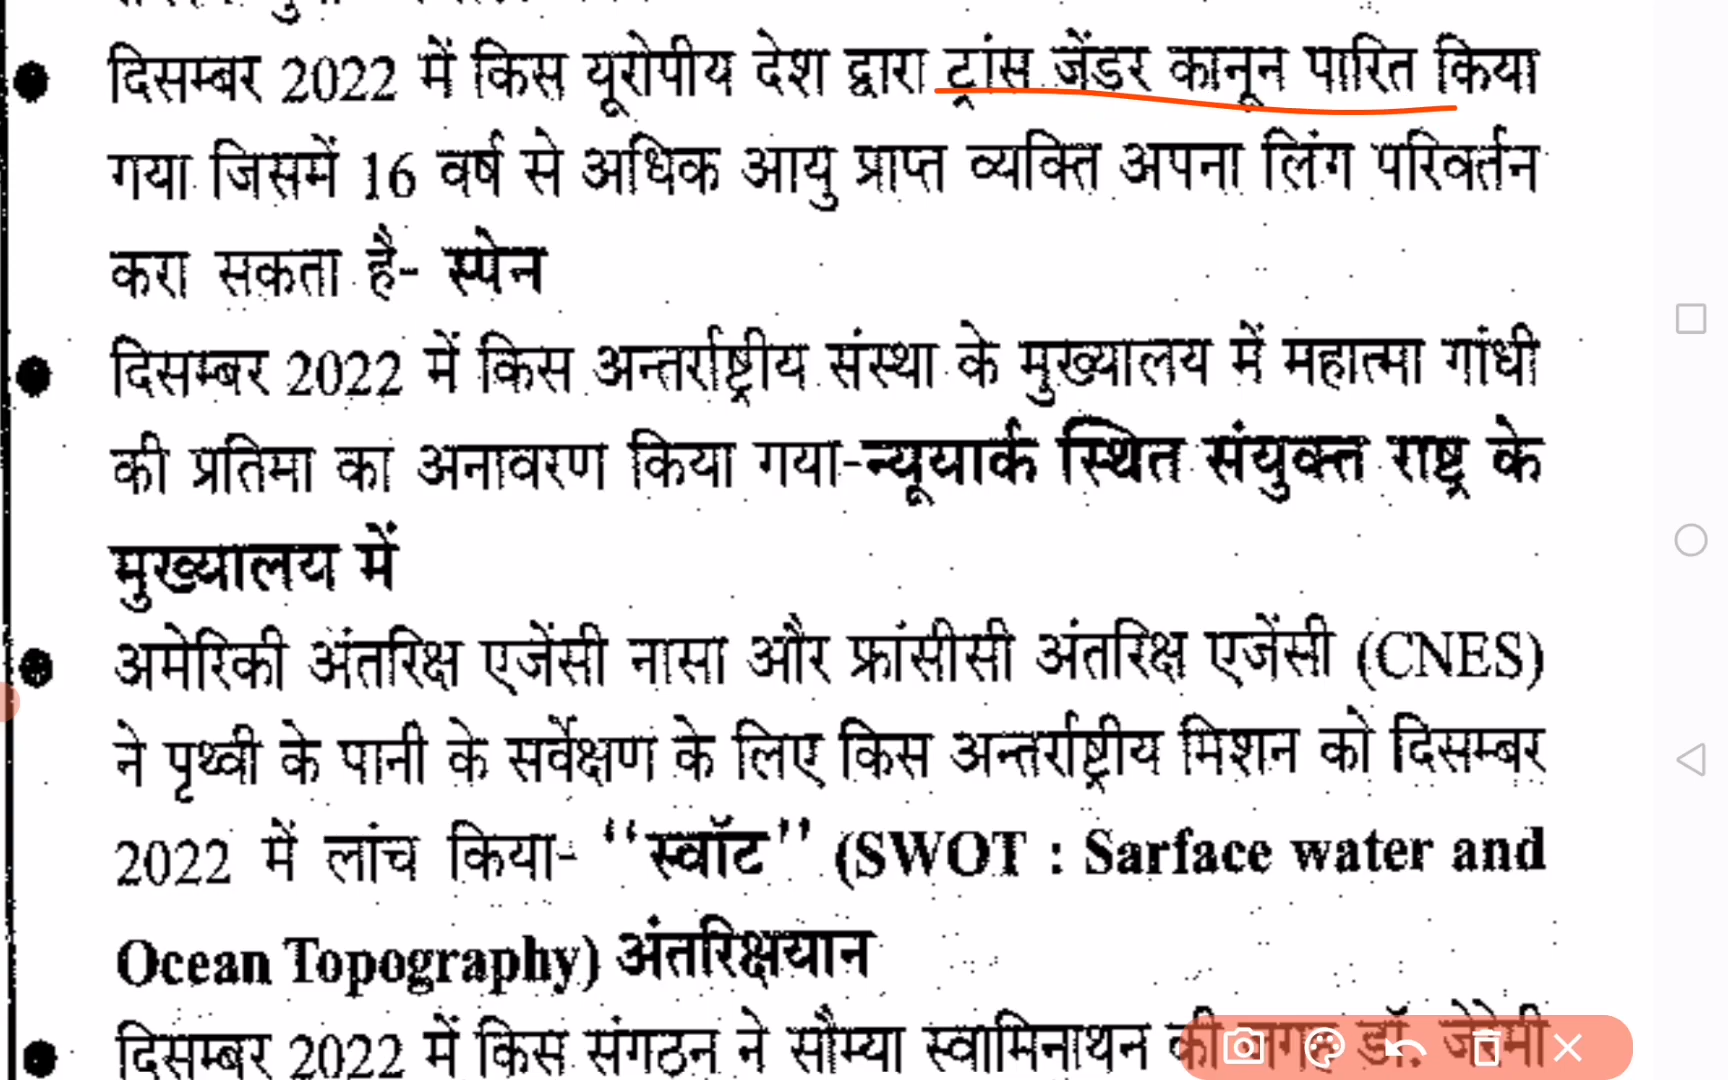 दिसम्बर 2022 में किस यूरोपीय देश द्वारा ट्रांस जेंडर कानून पारित किया
गया जिसमें 16 वर्ष से अधिक आयु प्राप्त व्यक्ति अपना लिंग परिवर्तन
करा सकता है- स्पेन
दिसम्बर 2022 में किस अन्तर्राष्ट्रीय संस्था के मुख्यालय में महात्मा गांधी
की प्रतिमा का अनावरण किया गया-न्यूयार्क स्थित संयुक्त राष्ट्र के
मुख्यालय में
अमेरिकी अंतरिक्ष एजेंसी नासा और फ्रांसीसी अंतरिक्ष एजेंसी (CNES)
ने पृथ्वी के पानी के सर्वेक्षण के लिए किस अन्तर्राष्ट्रीय मिशन को दिसम्बर
2022 में लांच किया- "स्वॉट" (SWOT : Sarface water and
Ocean Topography) अंतरिक्षयान
दिसम्बर 2022 में किस संगठन ने सौम्या स्वामिनाथन की जगह डॉ. जेरेमी